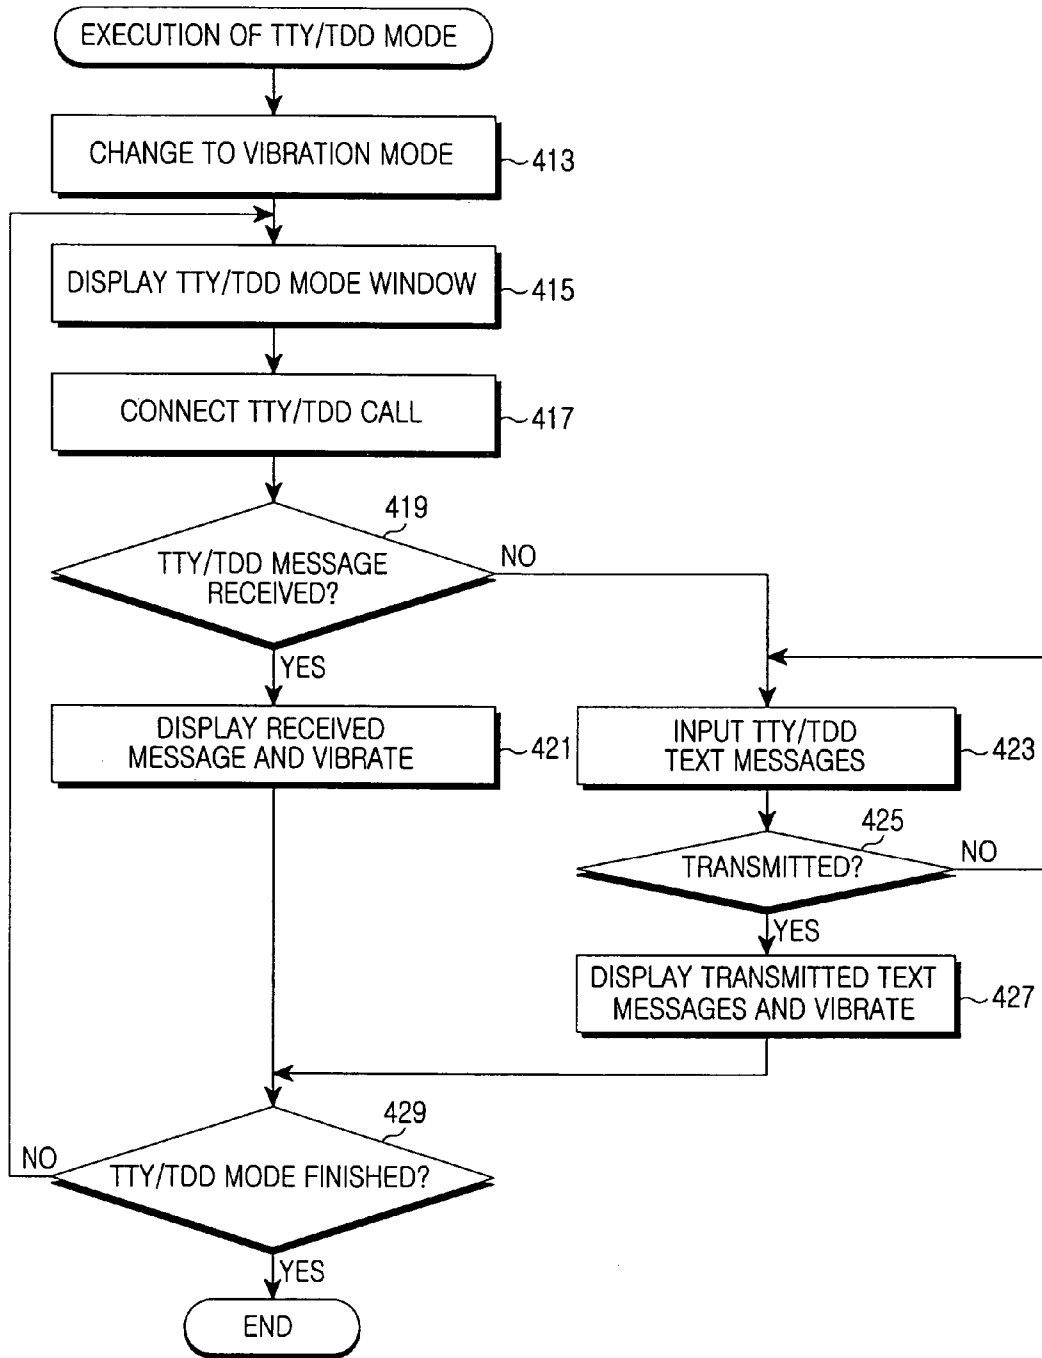 EXECUTION OF TTY/TDD MODE
CHANGE TO VIBRATION MODE
413
DISPLAY TTY/TDD MODE WINDOW
415
CONNECT TTY/TDD CALL
417
419
TTY/TDD MESSAGE
RECEIVED?
NO
YES
DISPLAY RECEIVED
MESSAGE AND VIBRATE
421
INPUT TTY/TDD
TEXT MESSAGES
423
425
TRANSMITTED?
NO
YES
DISPLAY TRANSMITTED TEXT
MESSAGES AND VIBRATE
427
429
NO
TTY/TDD MODE FINISHED?
YES
END